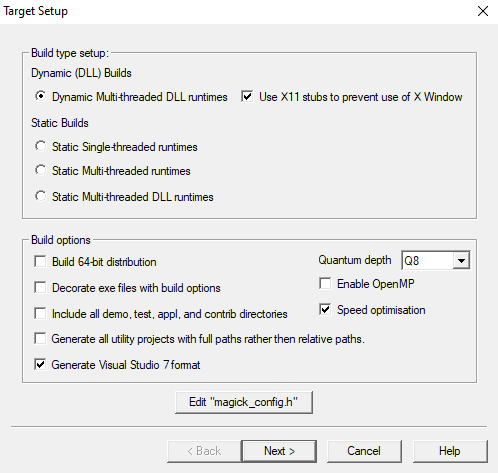 Target Setup
Build type setup:
Dynamic (DLL) Builds
Dynamic Multi-threaded DLL runtimes
Use X11 stubs to prevent use of X Window
Static Builds
Static Single-threaded runtimes
Static Multi-threaded runtimes
Static Multi-threaded DLL runtimes
Build options
Build 64-bit distribution
Quantum depth
Q8
Decorate exe files with build options
Enable OpenMP
Include all demo, test, appl, and contrib directories
Speed optimisation
Generate all utility projects with full paths rather then relative paths.
Generate Visual Studio 7 format
Edit "magick_config.h"
< Back
Next >
Cancel
Help